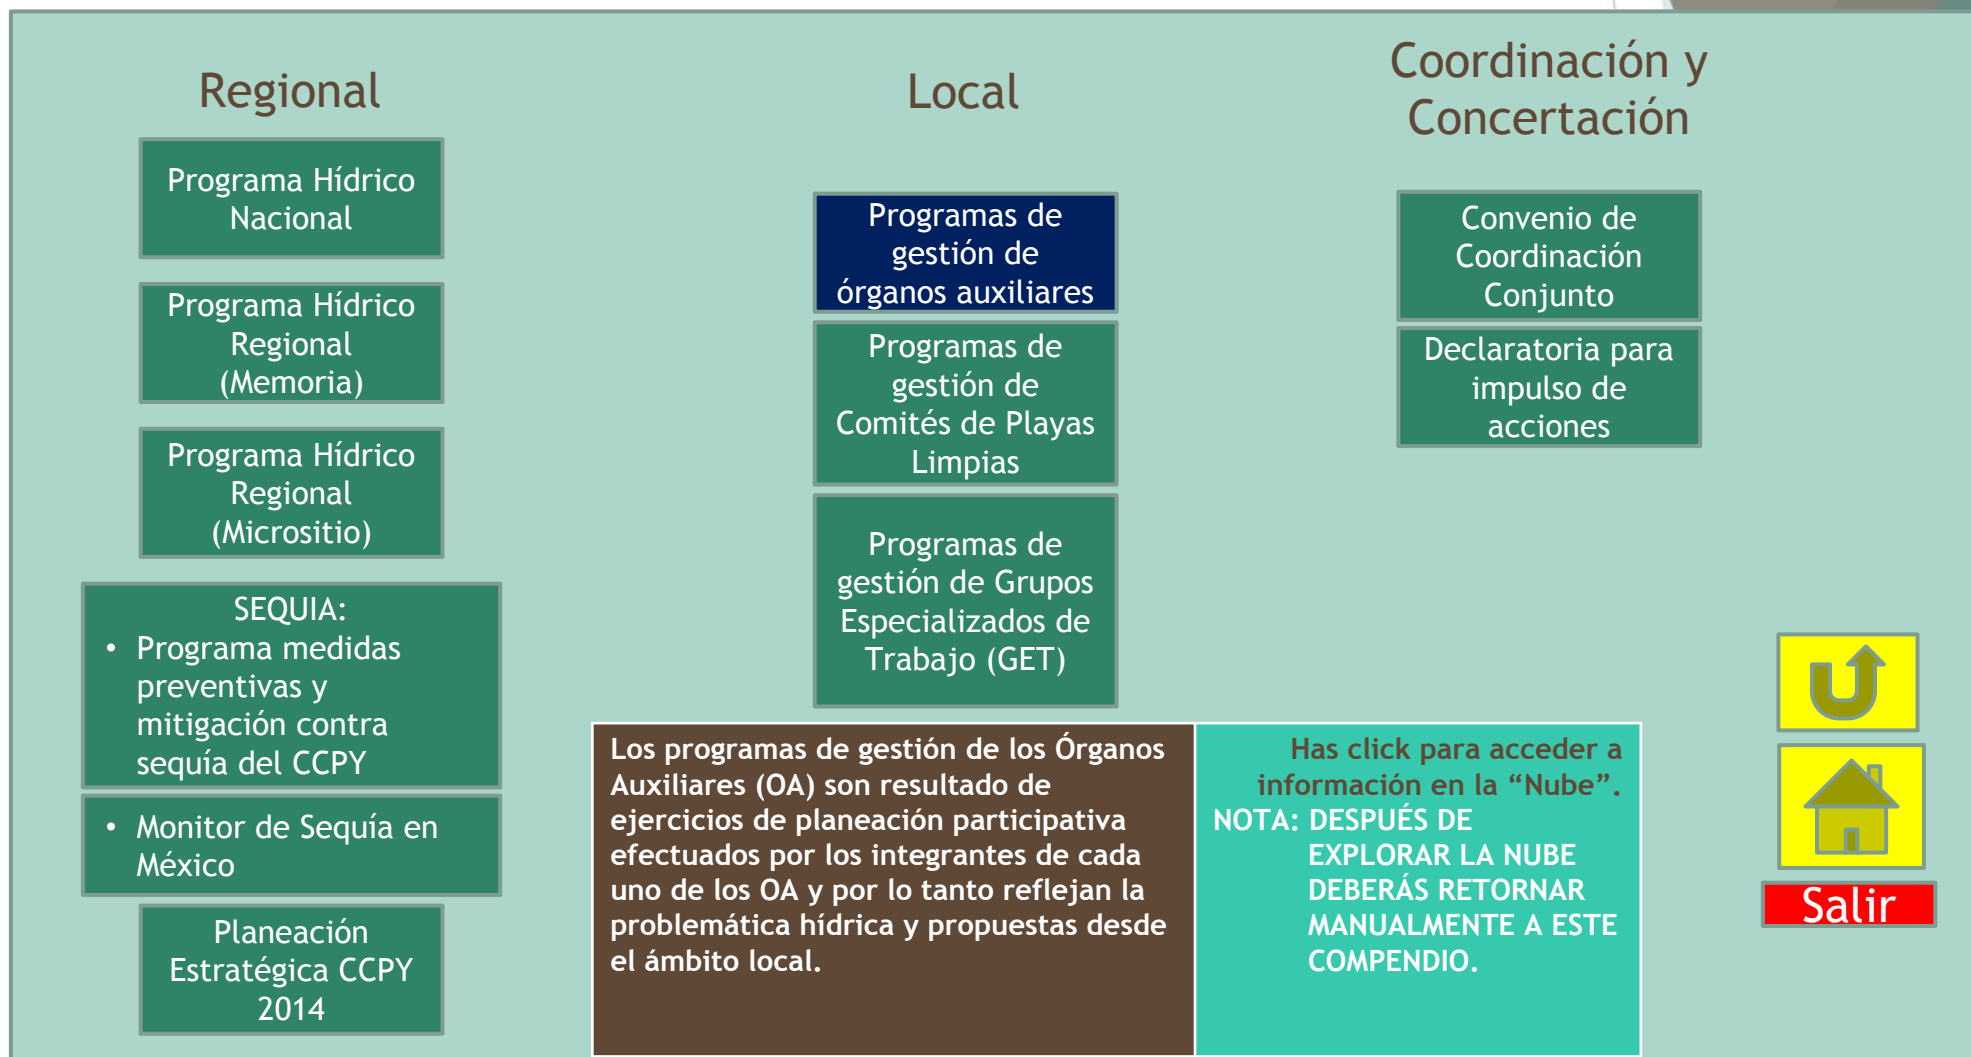 Regional
Programa Hídrico
Nacional
Programa Hídrico
Regional
(Memoria)
Programa Hídrico
Regional
(Micrositio)
SEQUIA:
• Programa medidas
preventivas y
mitigación contra
sequía del CCPY
• Monitor de Sequía en
México
Planeación
Estratégica CCPY
2014
Local
Programas de
gestión de
órganos auxiliares
Programas de
gestión de
Comités de Playas
Limpias
Programas de
gestión de Grupos
Especializados de
Trabajo (GET)
Coordinación y
Concertación
Convenio de
Coordinación
Conjunto
Declaratoria para
impulso de
acciones
Los programas de gestión de los Órganos
Auxiliares (OA) son resultado de
ejercicios de planeación participativa
efectuados por los integrantes de cada
uno de los OA y por lo tanto reflejan la
problemática hídrica y propuestas desde
el ámbito local.
Has click para acceder a
información en la “Nube”.
NOTA: DESPUÉS DE
EXPLORAR LA NUBE
DEBERÁS RETORNAR
MANUALMENTE A ESTE
COMPENDIO.
Salir